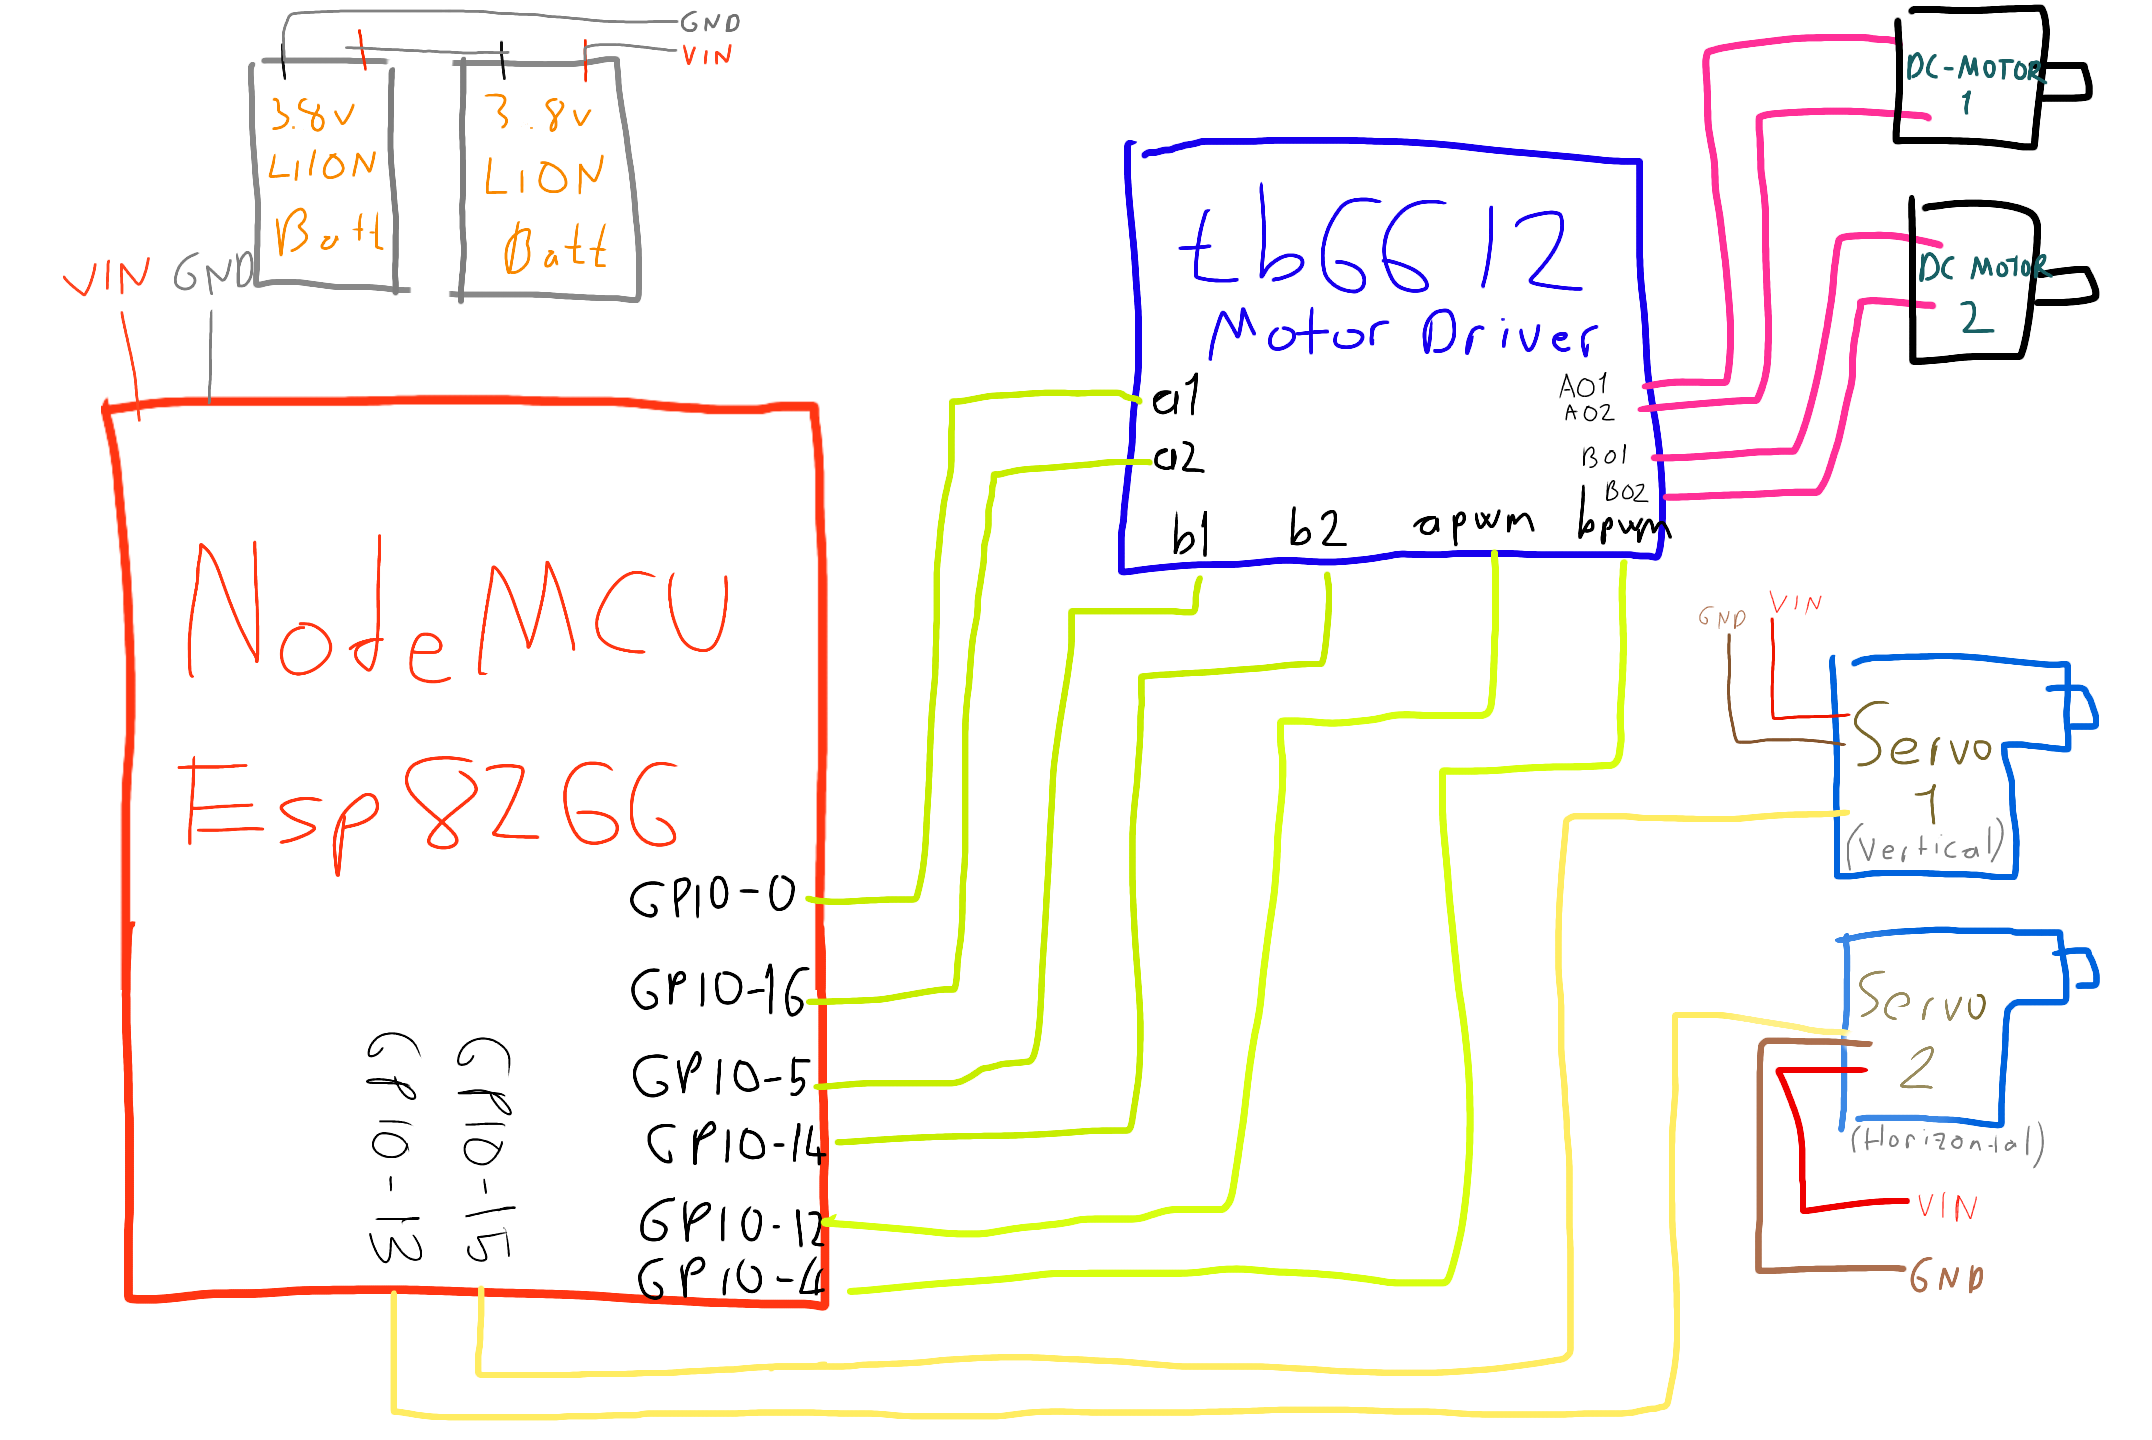 GND
VIN
3.8v
LIION
Batt
3.8v
LION
Batt
VIN
GND
NodeMCU
Esp8266
GPIO-0
GPIO-16
GPIO-5
GPIO-14
GPIO-12
GPIO-4
GPIO-13
GPIO-15
tb6612
Motor Driver
a1
a2
b1
b2
apwm
bpwm
AO1
AO2
BO1
BO2
DC-MOTOR
1
DC MOTOR
2
GND
VIN
Servo
1
(Vertical)
Servo
2
(Horizontal)
VIN
GND